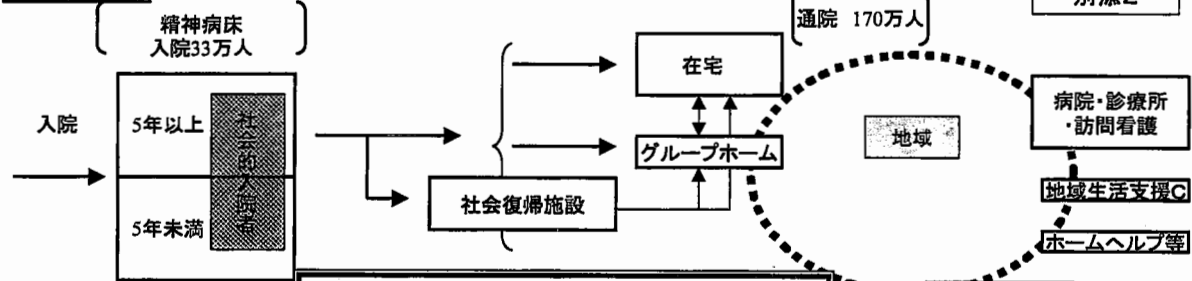 精神病床
入院33万人
通院 170万人
入院
5年以上
5年未満
社会的入院者
在宅
グループホーム
社会復帰施設
地域
病院・診療所
・訪問看護
地域生活支援C
ホームヘルプ等